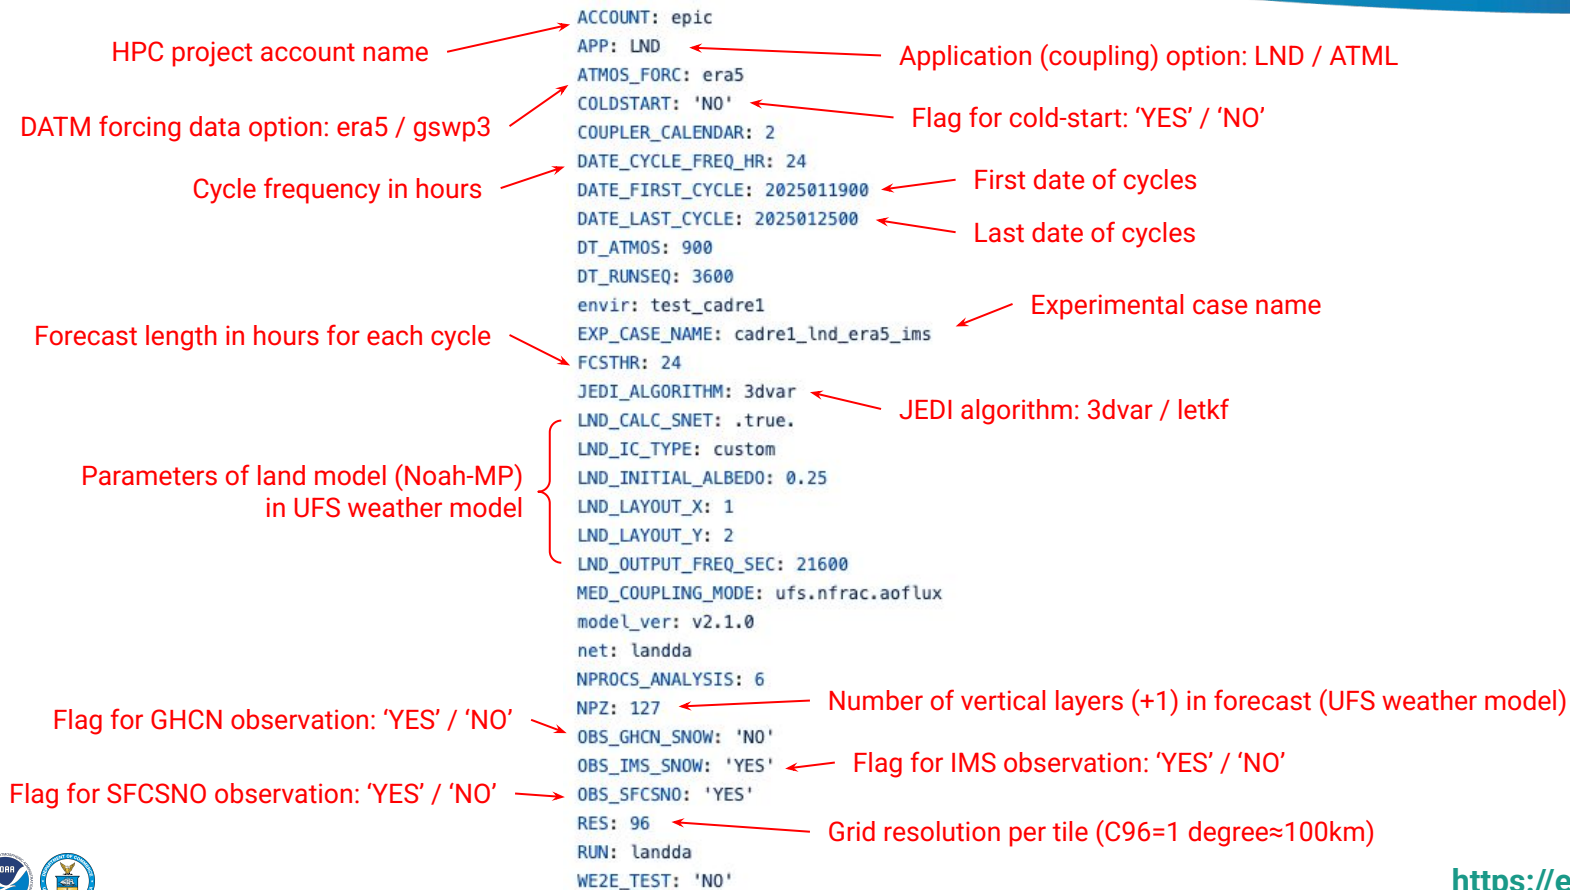 ACCOUNT: epic
HPC project account name
APP: LND
Application (coupling) option: LND / ATML
ATMOS_FORC: era5
DATM forcing data option: era5 / gswp3
COLDSTART: 'NO'
Flag for cold-start: ‘YES’ / ‘NO’
COUPLER_CALENDAR: 2
DATE_CYCLE_FREQ_HR: 24
Cycle frequency in hours
DATE_FIRST_CYCLE: 2025011900
First date of cycles
DATE_LAST_CYCLE: 2025012500
Last date of cycles
DT_ATMOS: 900
DT_RUNSEQ: 3600
envir: test_cadre1
Experimental case name
EXP_CASE_NAME: cadre1_lnd_era5_ims
Forecast length in hours for each cycle
FCSTHR: 24
JEDI_ALGORITHM: 3dvar
JEDI algorithm: 3dvar / letkf
LND_CALC_SNET: .true.
LND_IC_TYPE: custom
LND_INITIAL_ALBEDO: 0.25
LND_LAYOUT_X: 1
LND_LAYOUT_Y: 2
LND_OUTPUT_FREQ_SEC: 21600
Parameters of land model (Noah-MP)
in UFS weather model
MED_COUPLING_MODE: ufs.nfrac.aoflux
model_ver: v2.1.0
net: landda
NPROCS_ANALYSIS: 6
NPZ: 127
Number of vertical layers (+1) in forecast (UFS weather model)
Flag for GHCN observation: ‘YES’ / ‘NO’
OBS_GHCN_SNOW: 'NO'
OBS_IMS_SNOW: 'YES'
Flag for IMS observation: ‘YES’ / ‘NO’
Flag for SFCSNO observation: ‘YES’ / ‘NO’
OBS_SFCSNO: 'YES'
RES: 96
Grid resolution per tile (C96=1 degree≈100km)
RUN: landda
WE2E_TEST: 'NO'
https://e